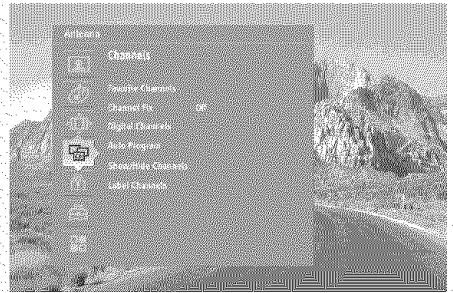 Antenna
Channels
Favorite Channels
Channel Fix Off
Digital Channels
Auto Program
Show/Hide Channels
Label Channels